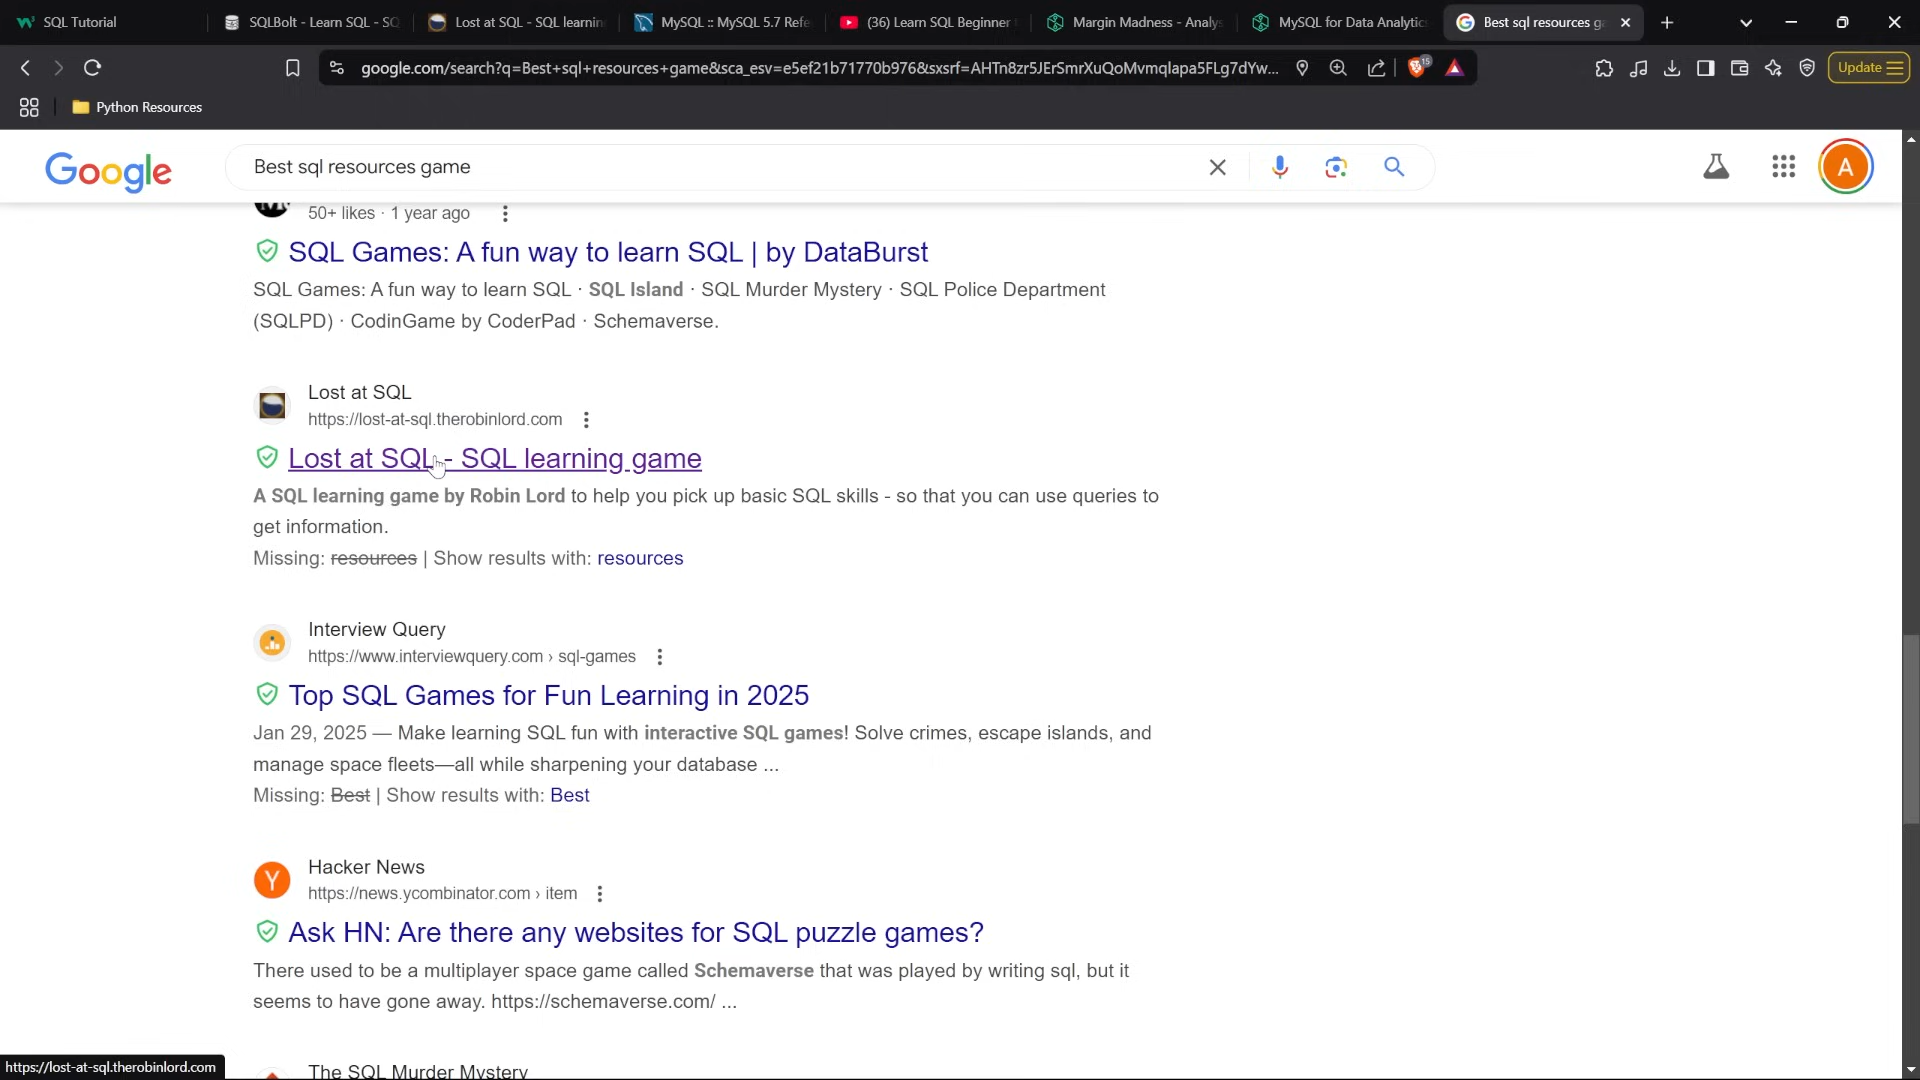 SQL Tutorial
SQLBolt - Learn SQL - SQ
Lost at SQL - SQL learnin
MySQL :: MySQL 5.7 Refe
(36) Learn SQL Beginner
Margin Madness - Analys
MySQL for Data Analytic
Best sql resources ga
google.com/search?q=Best+sql+resources+game&sca_esv=e5ef21b71770b976&sxsrf=AHTn8zr5JErSmrXuQoMvmqlapa5FLg7dYw...
15
Update
Python Resources
Google
Best sql resources game
A
50+ likes · 1 year ago
SQL Games: A fun way to learn SQL | by DataBurst
SQL Games: A fun way to learn SQL · SQL Island · SQL Murder Mystery · SQL Police Department
(SQLPD) · CodinGame by CoderPad · Schemaverse.
Lost at SQL
https://lost-at-sql.therobinlord.com
Lost at SQL - SQL learning game
A SQL learning game by Robin Lord to help you pick up basic SQL skills - so that you can use queries to
get information.
Missing: resources | Show results with: resources
Interview Query
https://www.interviewquery.com › sql-games
Top SQL Games for Fun Learning in 2025
Jan 29, 2025 — Make learning SQL fun with interactive SQL games! Solve crimes, escape islands, and
manage space fleets—all while sharpening your database ...
Missing: Best | Show results with: Best
Hacker News
https://news.ycombinator.com › item
Y
Ask HN: Are there any websites for SQL puzzle games?
There used to be a multiplayer space game called Schemaverse that was played by writing sql, but it
seems to have gone away. https://schemaverse.com/ ...
The SQL Murder Mystery
https://lost-at-sql.therobinlord.com